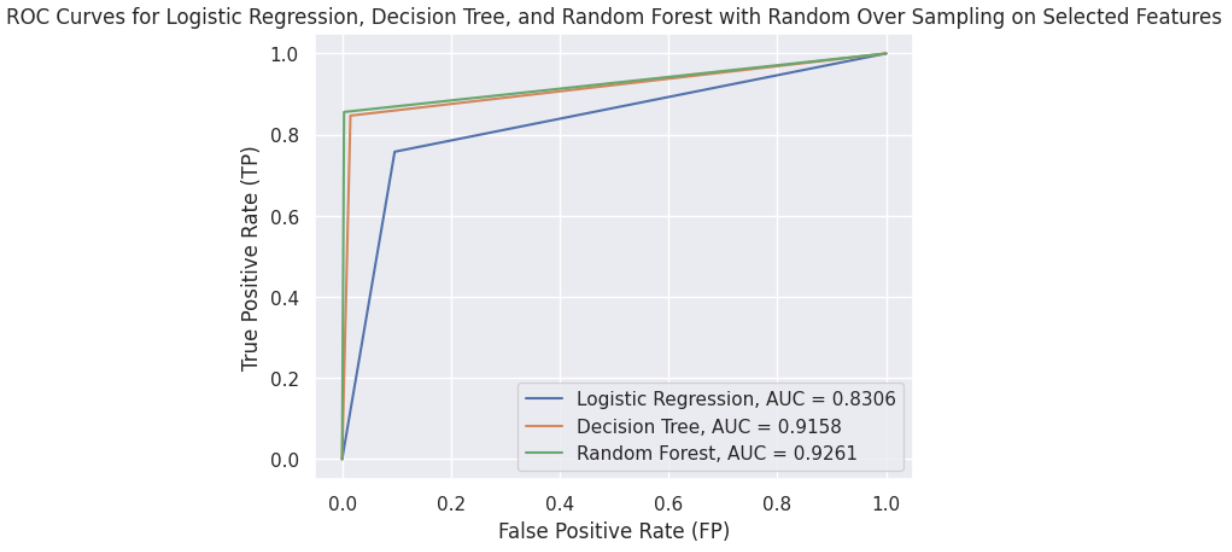 ROC Curves for Logistic Regression, Decision Tree, and Random Forest with Random Over Sampling on Selected Features
1.0
0.8
0.6
0.4
0.2
0.0
True Positive Rate (TP)
Logistic Regression, AUC = 0.8306
Decision Tree, AUC = 0.9158
Random Forest, AUC = 0.9261
0.0 0.2 0.4 0.6 0.8 1.0
False Positive Rate (FP)